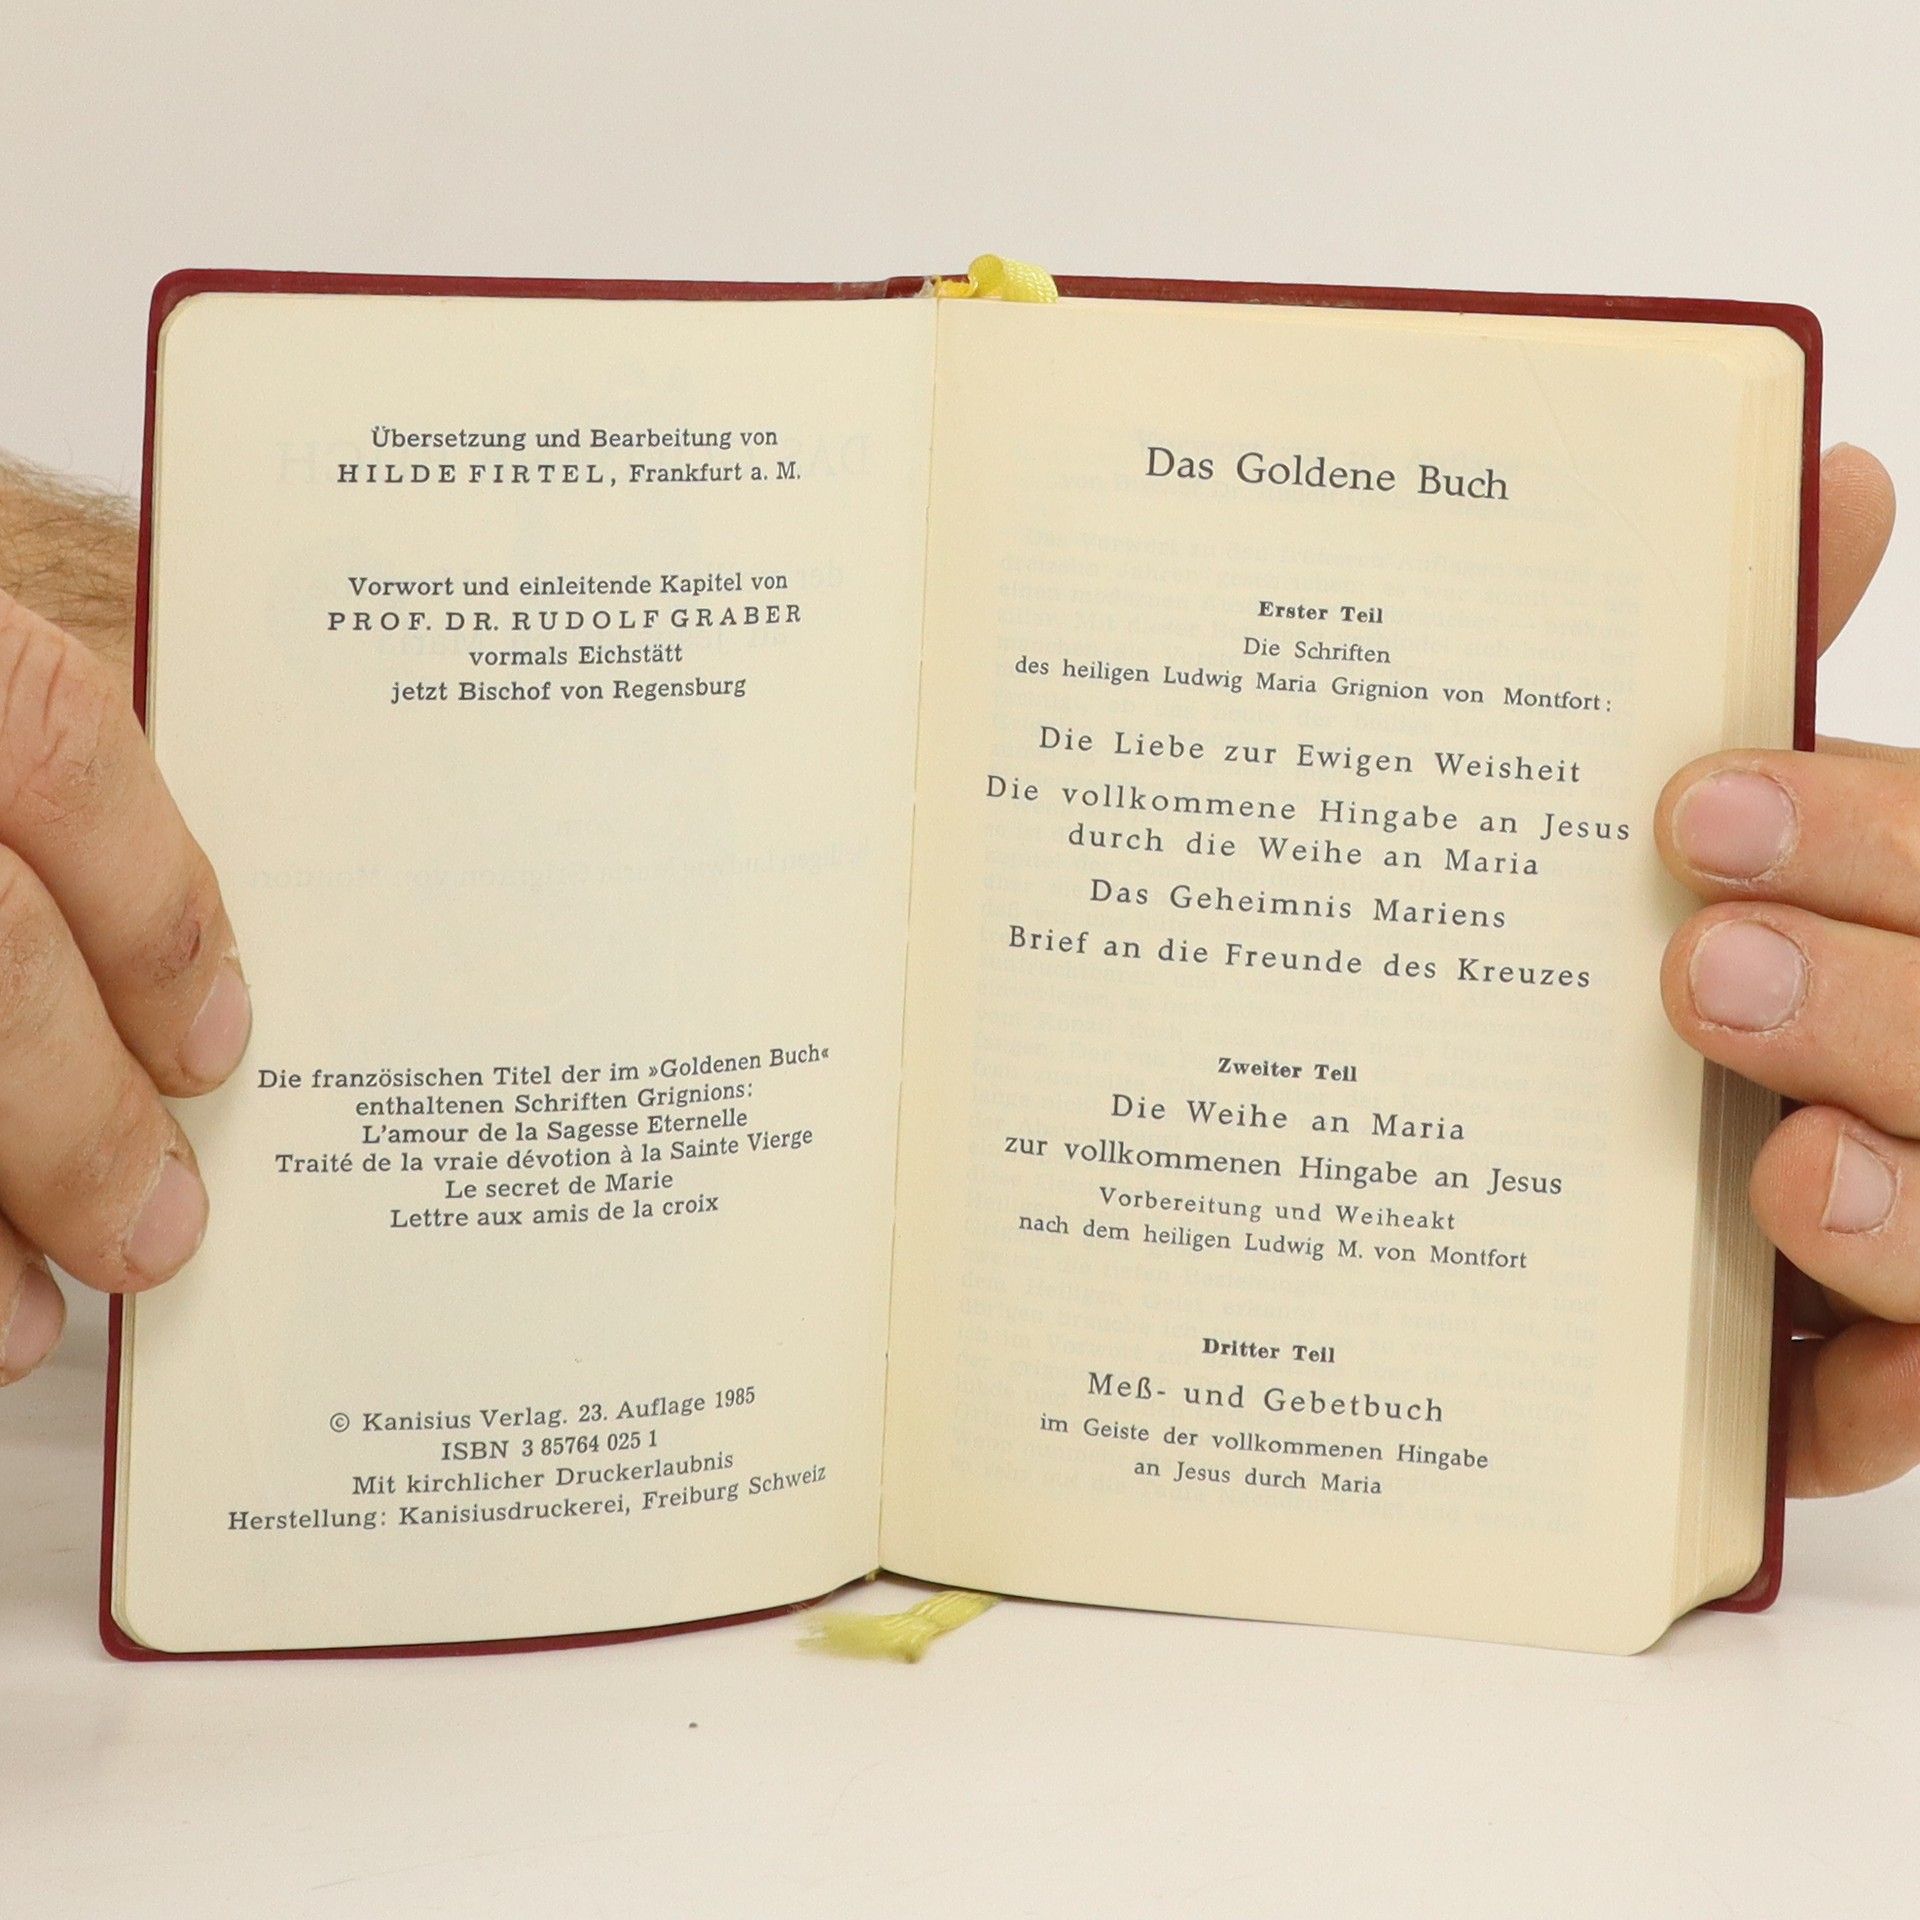 Übersetzung und Bearbeitung von
HILDE FIRTEL, Frankfurt a. M.
Vorwort und einleitende Kapitel von
PROF. DR. RUDOLF GRABER
vormals Eichstätt
jetzt Bischof von Regensburg
Die französischen Titel der im »Goldenen Buch«
enthaltenen Schriften Grignions:
L'amour de la Sagesse Eternelle
Traité de la vraie dévotion à la Sainte Vierge
Le secret de Marie
Lettre aux amis de la croix
© Kanisius Verlag. 23. Auflage 1985
ISBN 3 85764 025 1
Mit kirchlicher Druckerlaubnis
Herstellung: Kanisiusdruckerei, Freiburg Schweiz
Das Goldene Buch
Erster Teil
Die Schriften
des heiligen Ludwig Maria Grignion von Montfort:
Die Liebe zur Ewigen Weisheit
Die vollkommene Hingabe an Jesus
durch die Weihe an Maria
Das Geheimnis Mariens
Brief an die Freunde des Kreuzes
Zweiter Teil
Die Weihe an Maria
zur vollkommenen Hingabe an Jesus
Vorbereitung und Weiheakt
nach dem heiligen Ludwig M. von Montfort
Dritter Teil
Meß- und Gebetbuch
im Geiste der vollkommenen Hingabe
an Jesus durch Maria